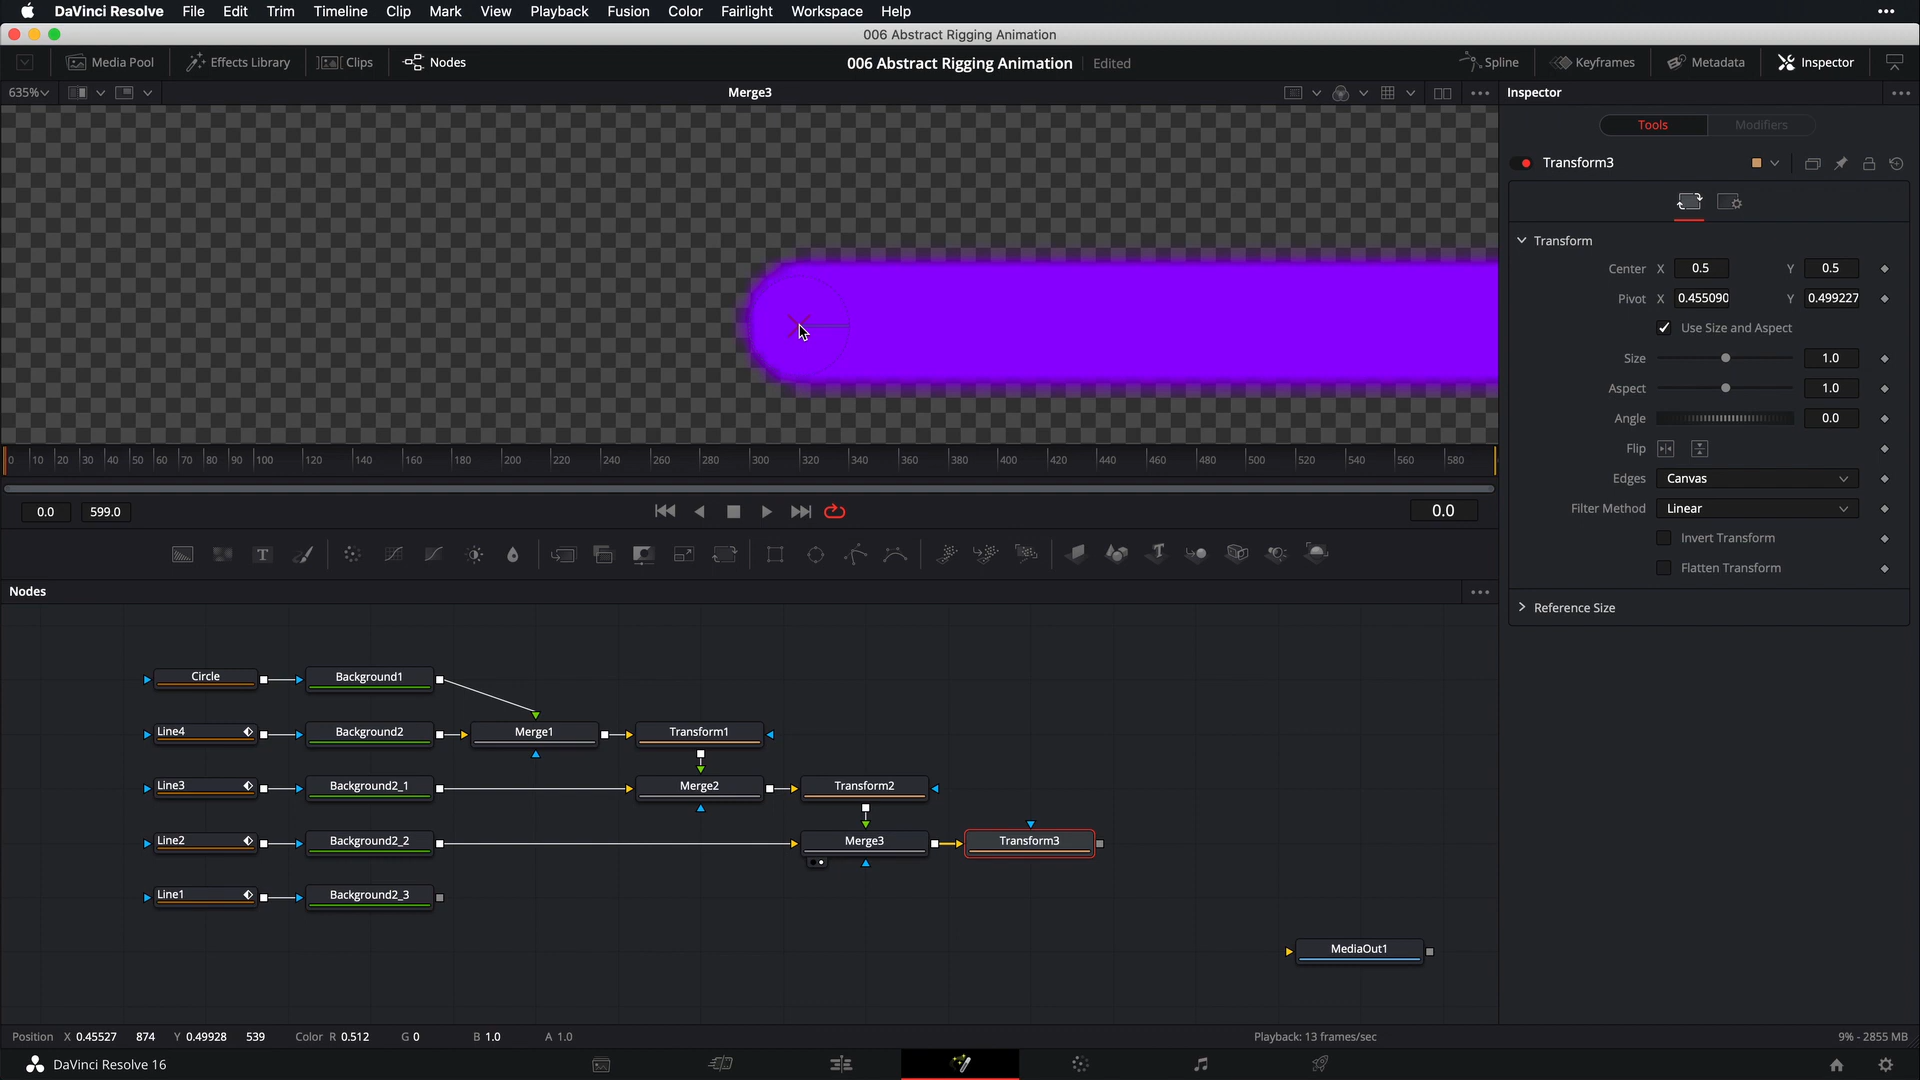 DaVinci Resolve File Edit Trim Timeline Clip Mark View Playback Fusion Color Fairlight Workspace Help
006 Abstract Rigging Animation
Media Pool Effects Library Clips Nodes 006 Abstract Rigging Animation Edited Spline Keyframes Metadata Inspector
635% Merge3 Inspector
Tools Modifiers
Transform3
Transform
Center X 0.5 Y 0.5
Pivot X 0.455090 Y 0.499227
Use Size and Aspect
Size 1.0
Aspect 1.0
Angle 0.0
Flip
Edges Canvas
Filter Method Linear
Invert Transform
Flatten Transform
Reference Size
0 10 20 30 40 50 60 70 80 90 100 120 140 160 180 200 220 240 260 280 300 320 340 360 380 400 420 440 460 480 500 520 540 560 580
0.0 599.0 0.0
T
Nodes
Circle Background1
Line4 Background2 Merge1 Transform1
Line3 Background2_1 Merge2 Transform2
Line2 Background2_2 Merge3 Transform3
Line1 Background2_3
MediaOut1
Position X 0.45527 874 Y 0.49928 539 Color R 0.512 G 0 B 1.0 A 1.0 Playback: 13 frames/sec 9% - 2855 MB
DaVinci Resolve 16